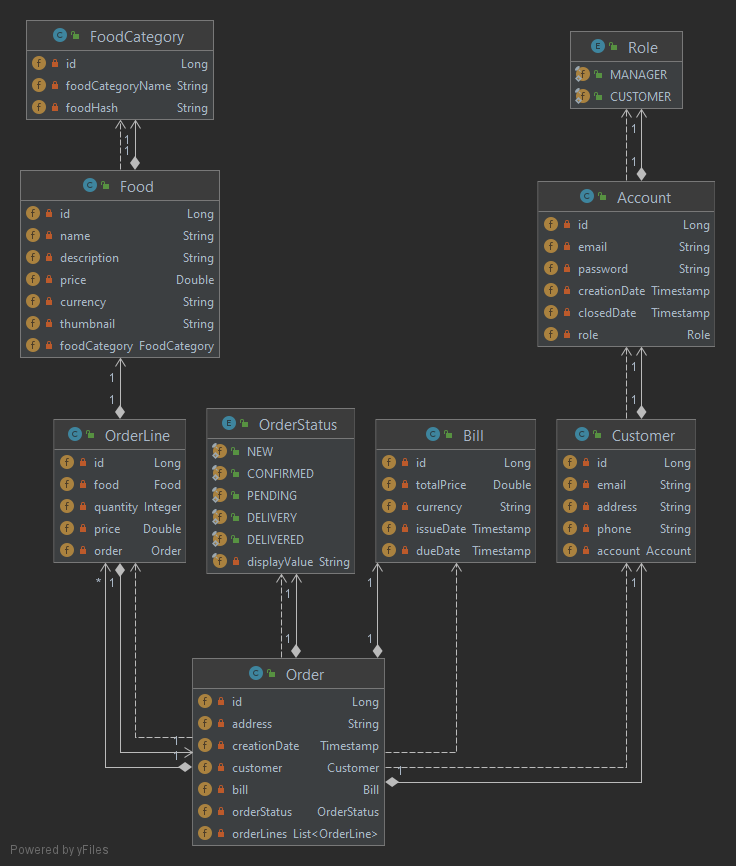 FoodCategory
id Long
foodCategoryName String
foodHash String
Role
MANAGER
CUSTOMER
1
1
1
1
Food
id Long
name String
description String
price Double
currency String
thumbnail String
foodCategory FoodCategory
Account
id Long
email String
password String
creationDate Timestamp
closedDate Timestamp
role Role
1
1
1
1
OrderLine
id Long
food Food
quantity Integer
price Double
order Order
OrderStatus
NEW
CONFIRMED
PENDING
DELIVERY
DELIVERED
displayValue String
Bill
id Long
totalPrice Double
currency String
issueDate Timestamp
dueDate Timestamp
Customer
id Long
email String
address String
phone String
account Account
* 1 1 1
1 1
1
1
1
1
Order
id Long
address String
creationDate Timestamp
customer Customer
bill Bill
orderStatus OrderStatus
orderLines List<OrderLine>
Powered by yFiles